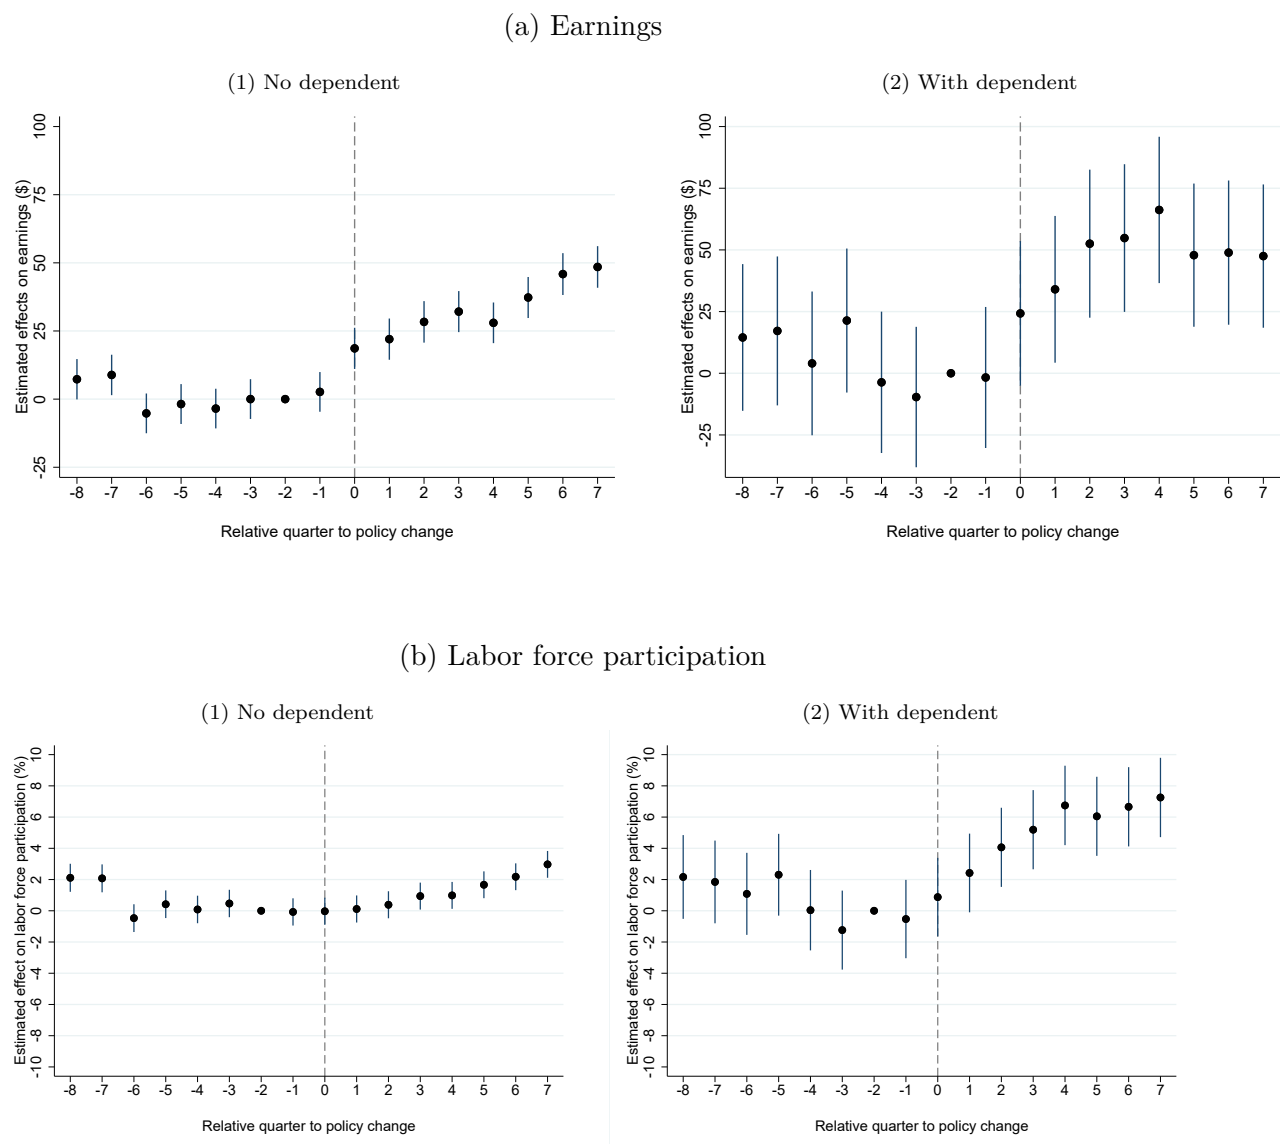 (a) Earnings
(1) No dependent
Estimated effects on earnings ($)
100
75
50
25
0
-25
-8 -7 -6 -5 -4 -3 -2 -1 0 1 2 3 4 5 6 7
Relative quarter to policy change
(2) With dependent
Estimated effects on earnings ($)
100
75
50
25
0
-25
-8 -7 -6 -5 -4 -3 -2 -1 0 1 2 3 4 5 6 7
Relative quarter to policy change
(b) Labor force participation
(1) No dependent
Estimated effect on labor force participation (%)
10
8
6
4
2
0
-2
-4
-6
-8
-10
-8 -7 -6 -5 -4 -3 -2 -1 0 1 2 3 4 5 6 7
Relative quarter to policy change
(2) With dependent
Estimated effect on labor force participation (%)
10
8
6
4
2
0
-2
-4
-6
-8
-10
-8 -7 -6 -5 -4 -3 -2 -1 0 1 2 3 4 5 6 7
Relative quarter to policy change